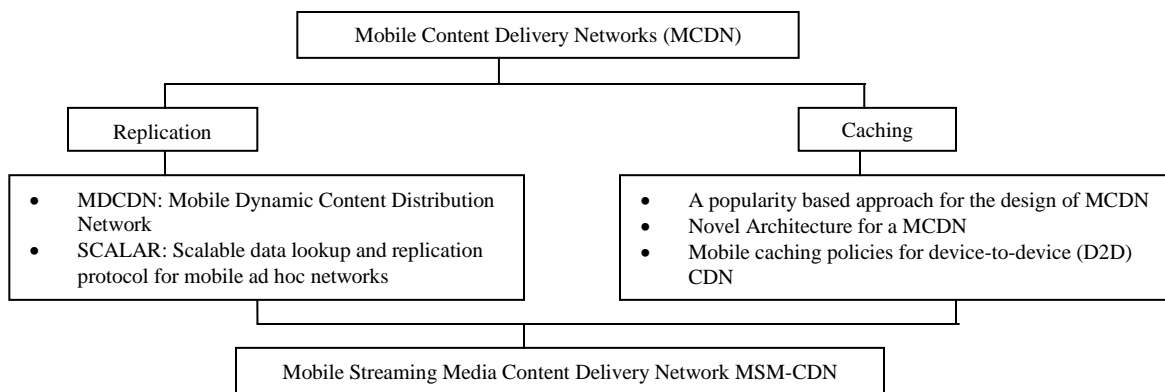 Mobile Content Delivery Networks (MCDN)
Replication
Caching
• MDCDN: Mobile Dynamic Content Distribution
Network
• SCALAR: Scalable data lookup and replication
protocol for mobile ad hoc networks
• A popularity based approach for the design of MCDN
• Novel Architecture for a MCDN
• Mobile caching policies for device-to-device (D2D)
CDN
Mobile Streaming Media Content Delivery Network MSM-CDN